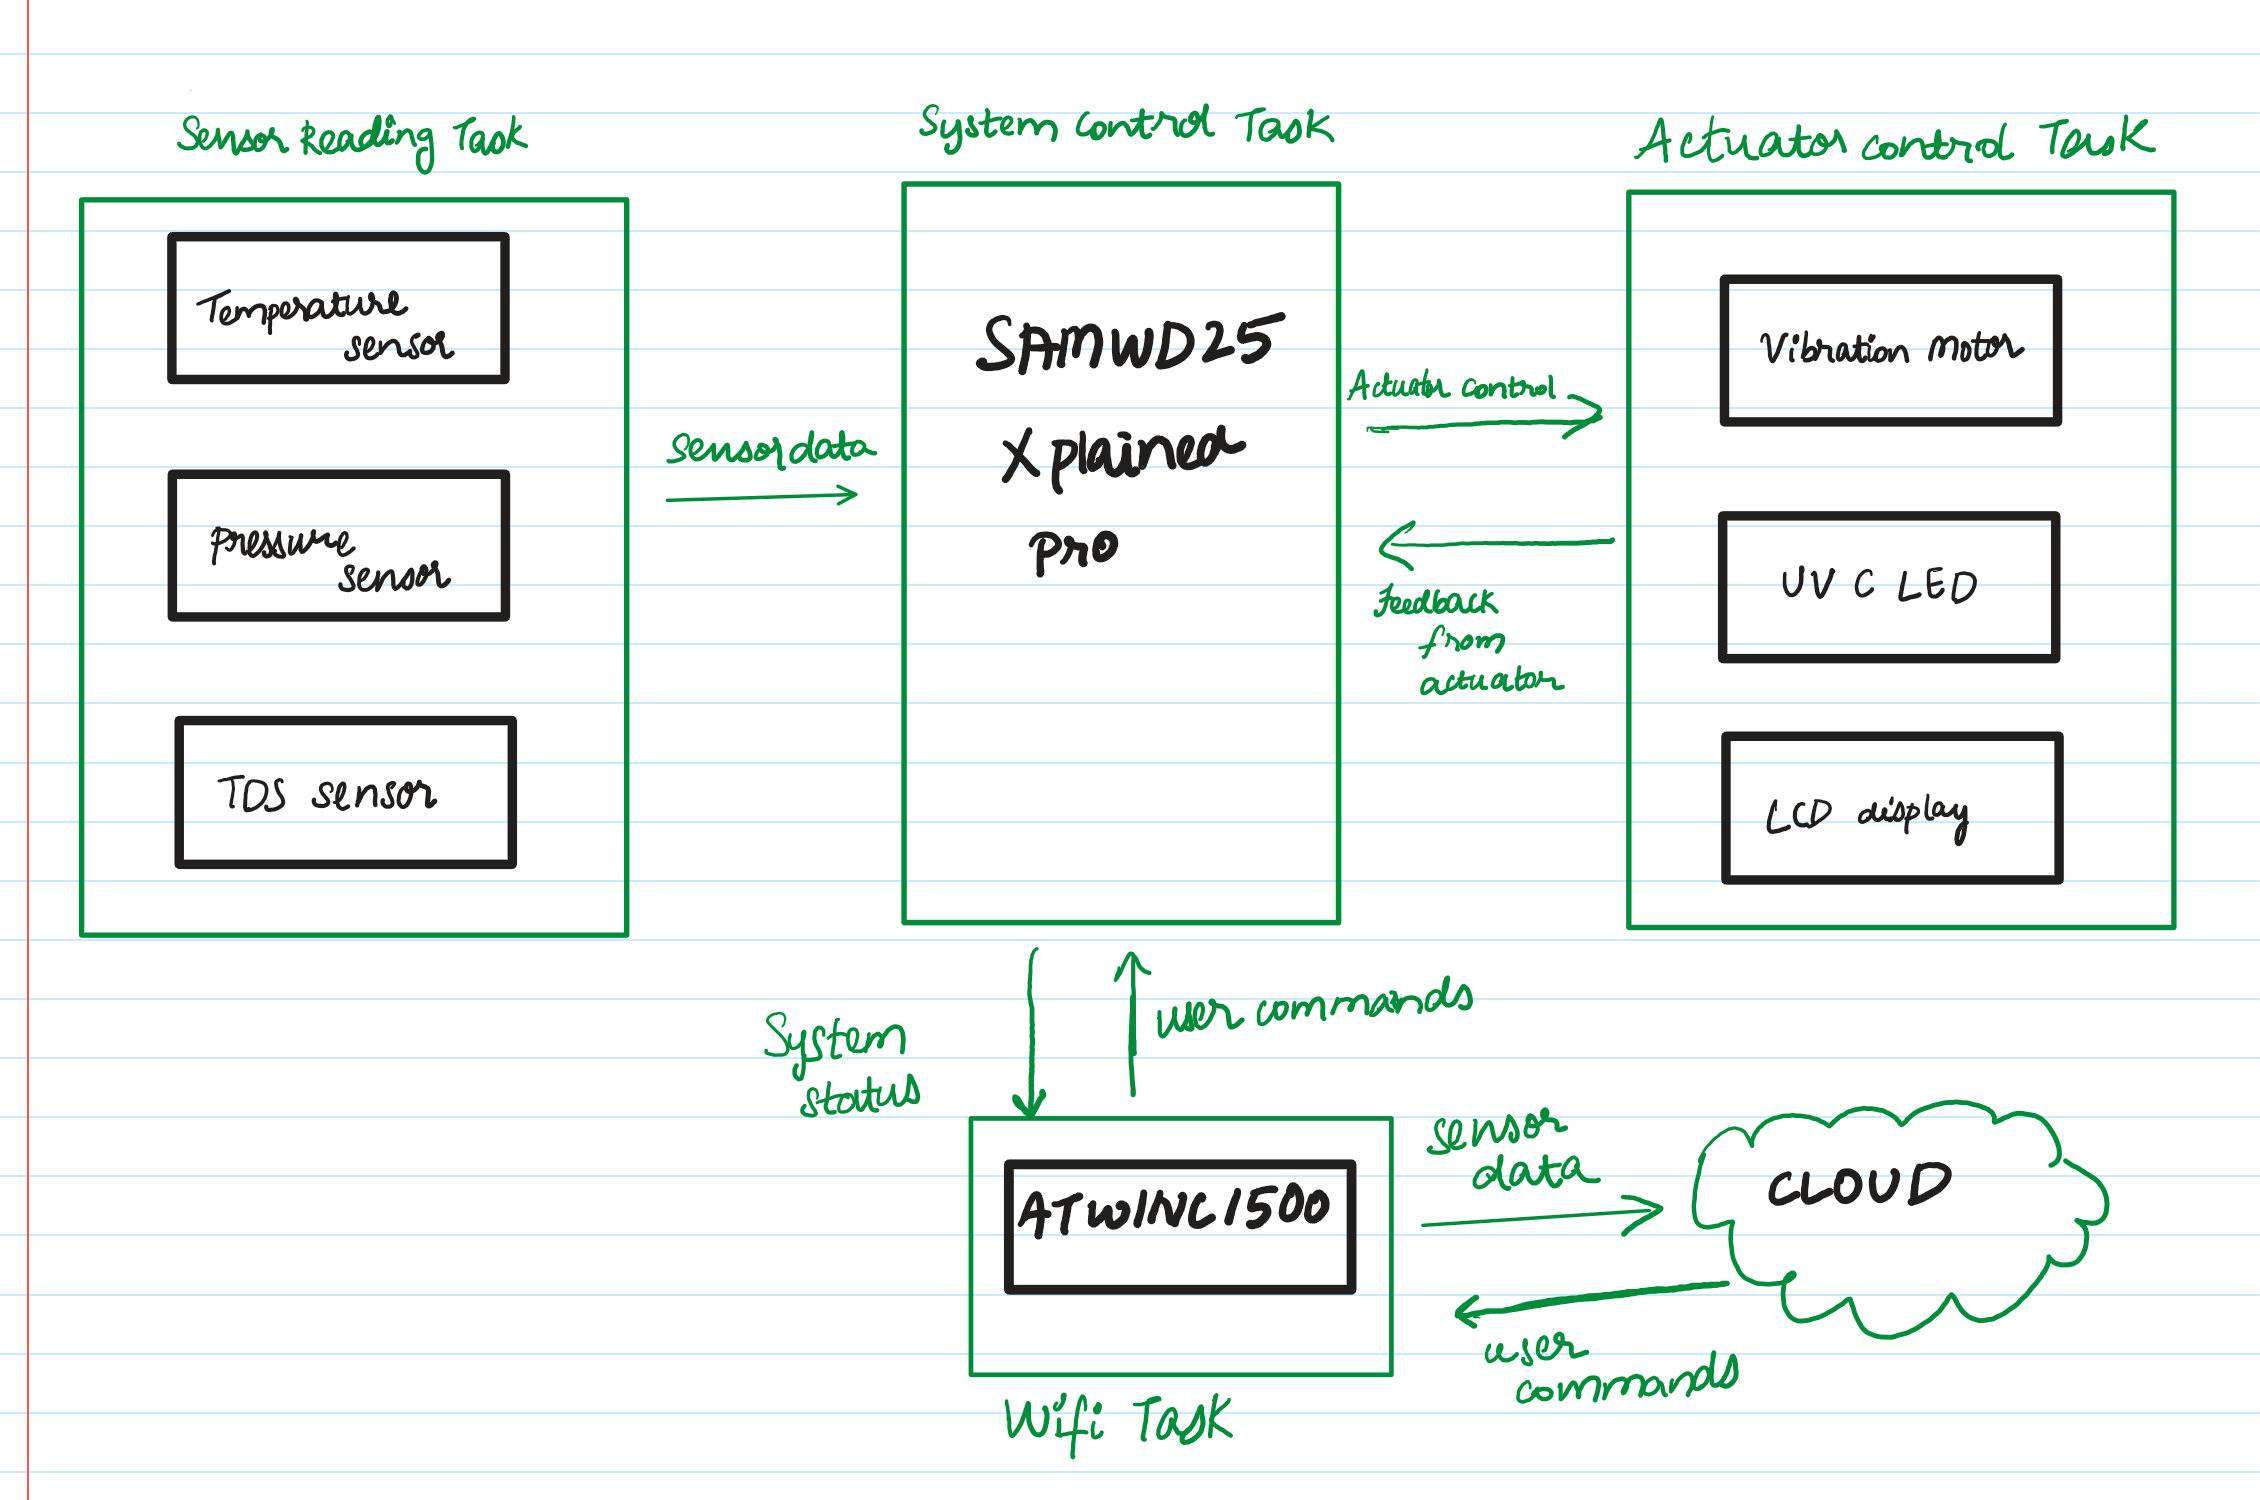 Sensor Reading Task
Temperature
sensor
Pressure
sensor
TDS sensor
Sensor data
System Control Task
SAMWD25
Xplained
pro
Actuator control
Feedback
from
actuator
Actuator control Task
Vibration Motor
UV C LED
LCD display
System
status
user commands
ATWINC1500
Wifi Task
sensor
data
user
commands
CLOUD